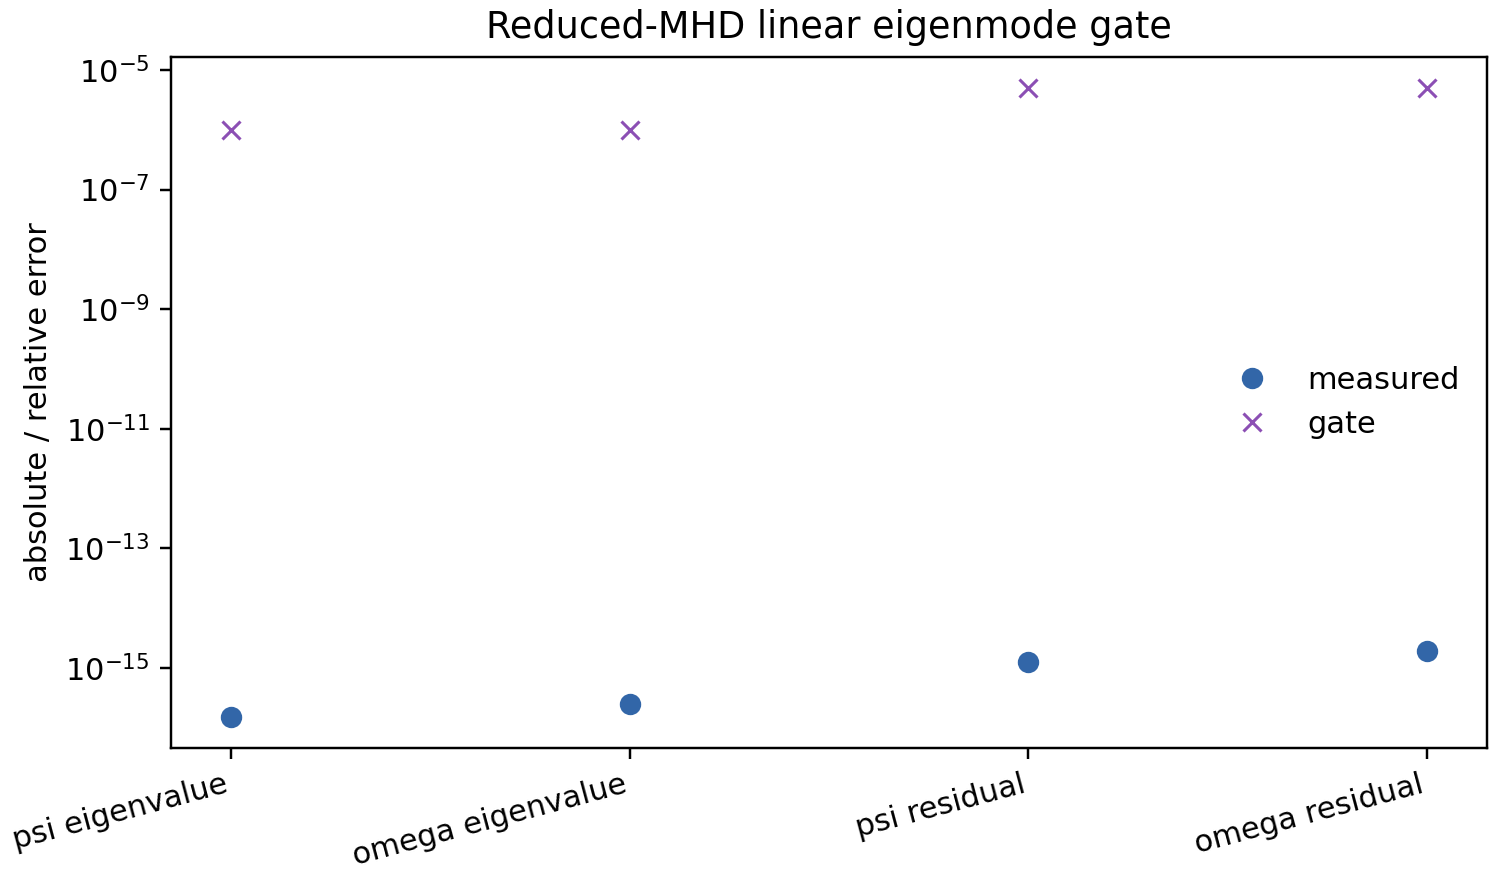 Reduced-MHD linear eigenmode gate
absolute / relative error
10⁻⁵
10⁻⁷
10⁻⁹
10⁻¹¹
10⁻¹³
10⁻¹⁵
measured
gate
psi eigenvalue
omega eigenvalue
psi residual
omega residual